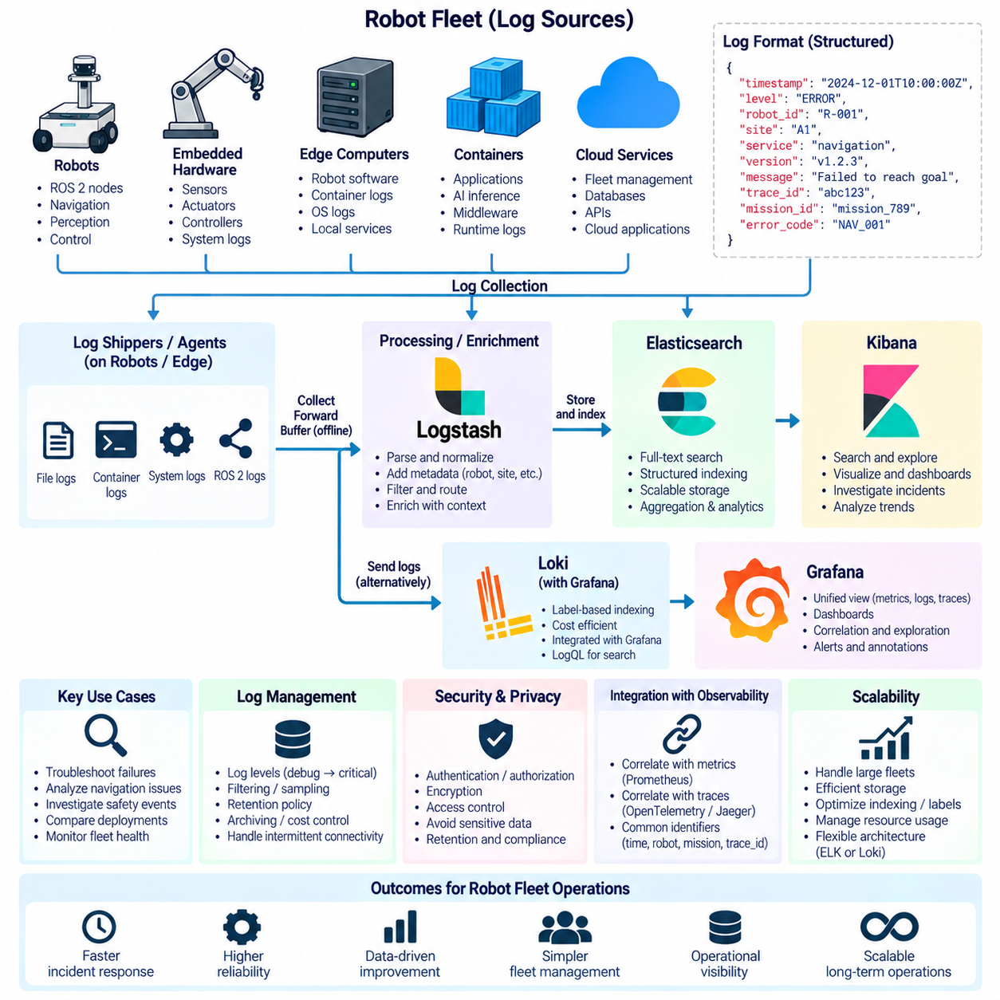 Robot Fleet (Log Sources)
Robots
• ROS 2 nodes
• Navigation
• Perception
• Control
Embedded
Hardware
• Sensors
• Actuators
• Controllers
• System logs
Edge Computers
• Robot software
• Container logs
• OS logs
• Local services
Containers
• Applications
• AI inference
• Middleware
• Runtime logs
Cloud Services
• Fleet management
• Databases
• APIs
• Cloud applications
Log Format (Structured)
{
"timestamp": "2024-12-01T10:00:00Z",
"level": "ERROR",
"robot_id": "R-001",
"site": "A1",
"service": "navigation",
"version": "v1.2.3",
"message": "Failed to reach goal",
"trace_id": "abc123",
"mission_id": "mission_789",
"error_code": "NAV_001"
}
Log Collection
Log Shippers / Agents
(on Robots / Edge)
File logs
Container
logs
System logs
ROS 2 logs
Collect
Forward
Buffer (offline)
Processing / Enrichment
Logstash
• Parse and normalize
• Add metadata (robot, site, etc.)
• Filter and route
• Enrich with context
Store
and index
Elasticsearch
• Full-text search
• Structured indexing
• Scalable storage
• Aggregation & analytics
Kibana
• Search and explore
• Visualize and dashboards
• Investigate incidents
• Analyze trends
Send logs
(alternatively)
Loki
(with Grafana)
• Label-based indexing
• Cost efficient
• Integrated with Grafana
• LogQL for search
Grafana
• Unified view (metrics, logs, traces)
• Dashboards
• Correlation and exploration
• Alerts and annotations
Key Use Cases
• Troubleshoot failures
• Analyze navigation issues
• Investigate safety events
• Compare deployments
• Monitor fleet health
Log Management
• Log levels (debug → critical)
• Filtering / sampling
• Retention policy
• Archiving / cost control
• Handle intermittent connectivity
Security & Privacy
• Authentication / authorization
• Encryption
• Access control
• Avoid sensitive data
• Retention and compliance
Integration with Observability
• Correlate with metrics
(Prometheus)
• Correlate with traces
(OpenTelemetry / Jaeger)
• Common identifiers
(time, robot, mission, trace_id)
Scalability
• Handle large fleets
• Efficient storage
• Optimize indexing / labels
• Manage resource usage
• Flexible architecture
(ELK or Loki)
Outcomes for Robot Fleet Operations
Faster
incident response
Higher
reliability
Data-driven
improvement
Simpler
fleet management
Operational
visibility
Scalable
long-term operations